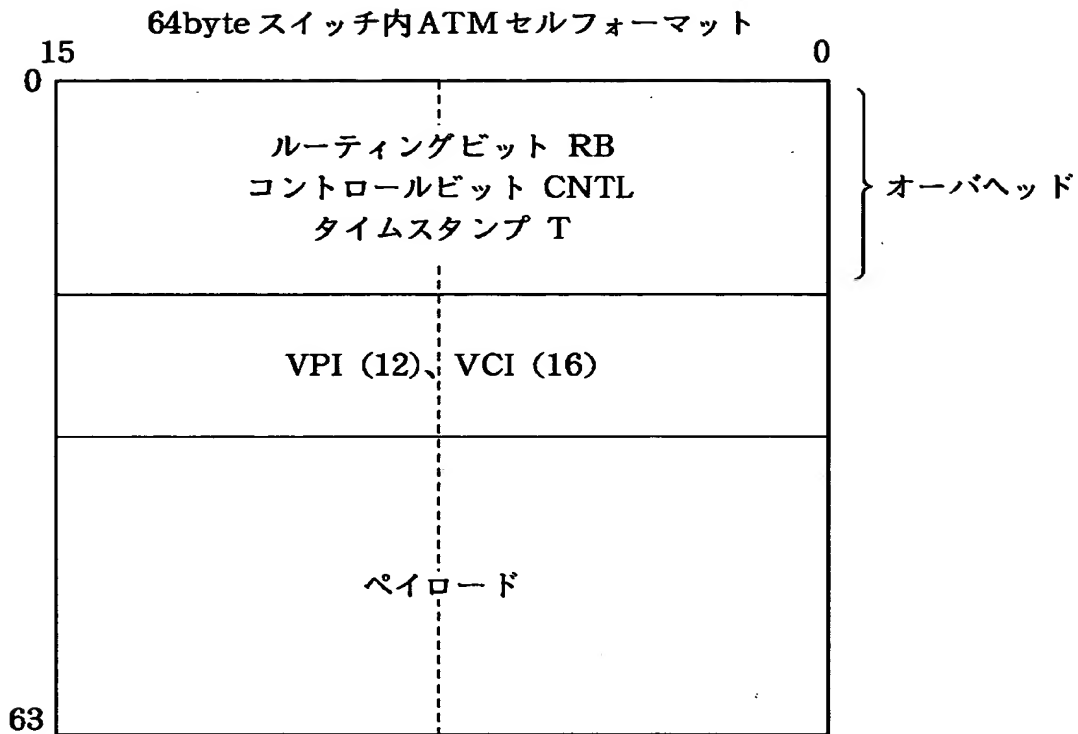 64byteスイッチ内ATMセルフォーマット
15 0
0
ルーティングビット RB
コントロールビット CNTL
タイムスタンプ T
オーバヘッド
VPI (12)、VCI (16)
ペイロード
63